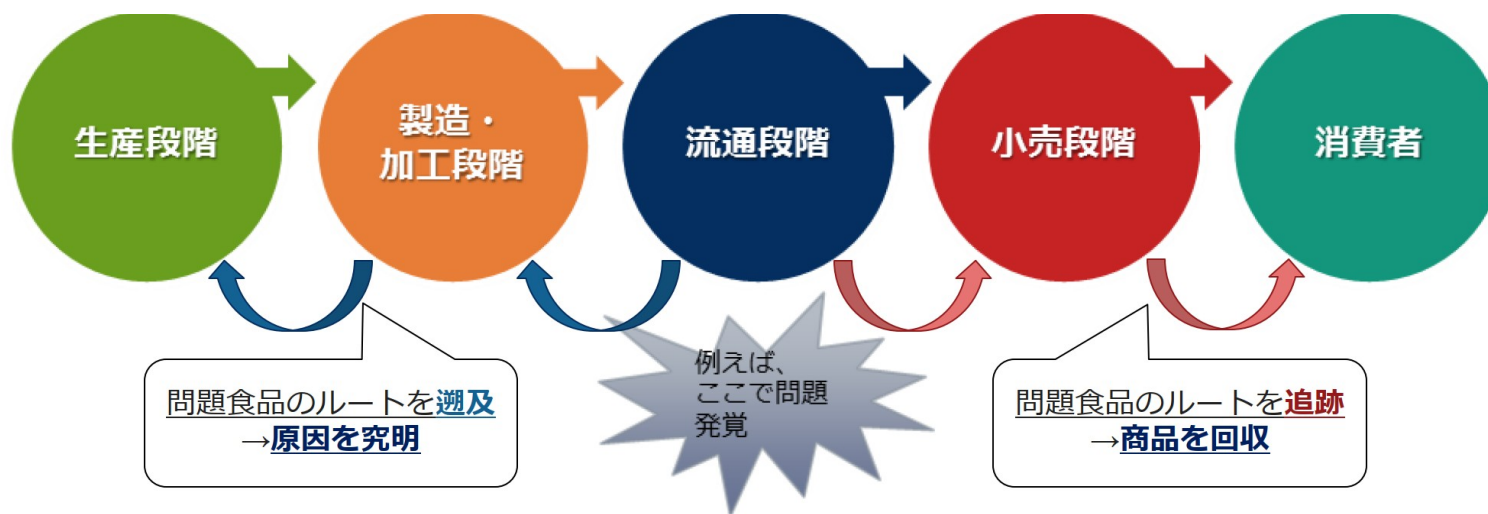 生産段階
製造・
加工段階
流通段階
小売段階
消費者
例えば、
ここで問題
発覚
問題食品のルートを遡及
→原因を究明
問題食品のルートを追跡
→商品を回収